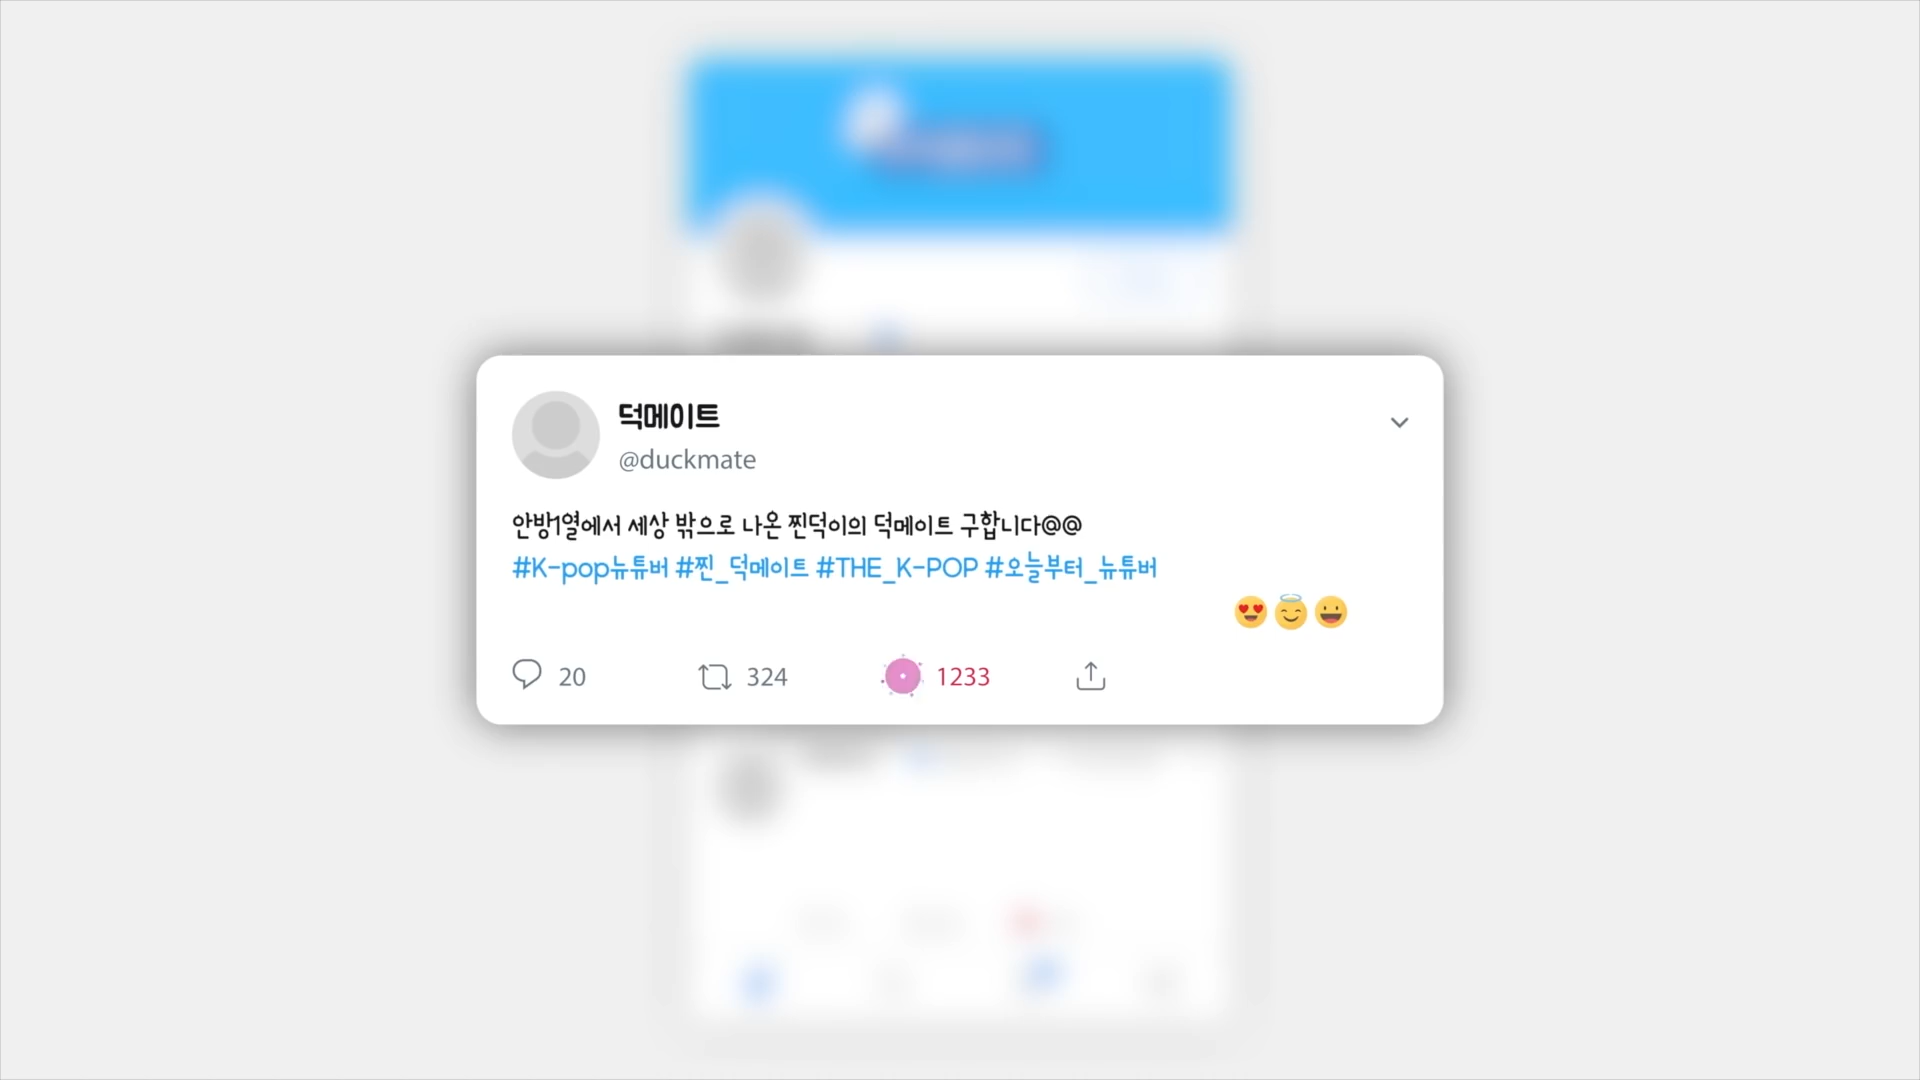 덕메이트
@duckmate
안방1열에서 세상 밖으로 나온 찐덕이의 덕메이트 구합니다@@
#K-pop뉴튜버 #찐_덕메이트 #THE_K-POP #오늘부터_뉴튜버
20 324 1233